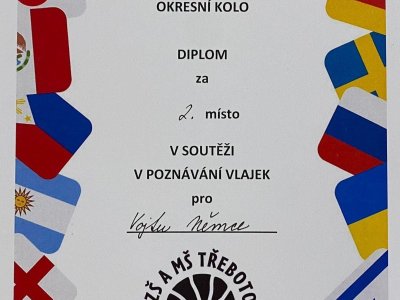 OKRESNÍ KOLO
DIPLOM
za
2. místo
V SOUTĚŽI
V POZNÁVÁNÍ VLAJEK
pro
Vojtu Němce
ZŠ A MŠ TŘEBOTO